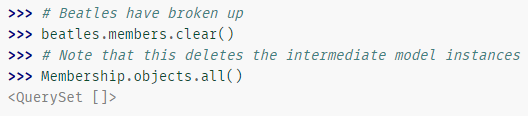 >>> # Beatles have broken up
>>> beatles.members.clear()
>>> # Note that this deletes the intermediate model instances
>>> Membership.objects.all()
<QuerySet []>